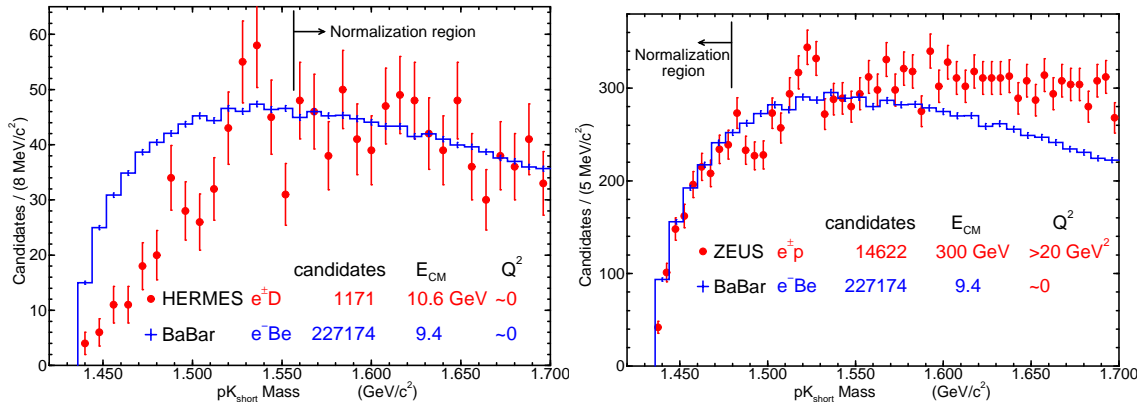 Candidates / (8 MeV/c²)
60
50
40
30
20
10
0
Normalization region
candidates E_CM Q²
HERMES e±D 1171 10.6 GeV ~0
BaBar e⁻Be 227174 9.4 ~0
1.450 1.500 1.550 1.600 1.650 1.700
pK_short Mass (GeV/c²)
Candidates / (5 MeV/c²)
300
200
100
0
Normalization
region
candidates E_CM Q²
ZEUS e±p 14622 300 GeV >20 GeV²
BaBar e⁻Be 227174 9.4 ~0
1.450 1.500 1.550 1.600 1.650 1.700
pK_short Mass (GeV/c²)